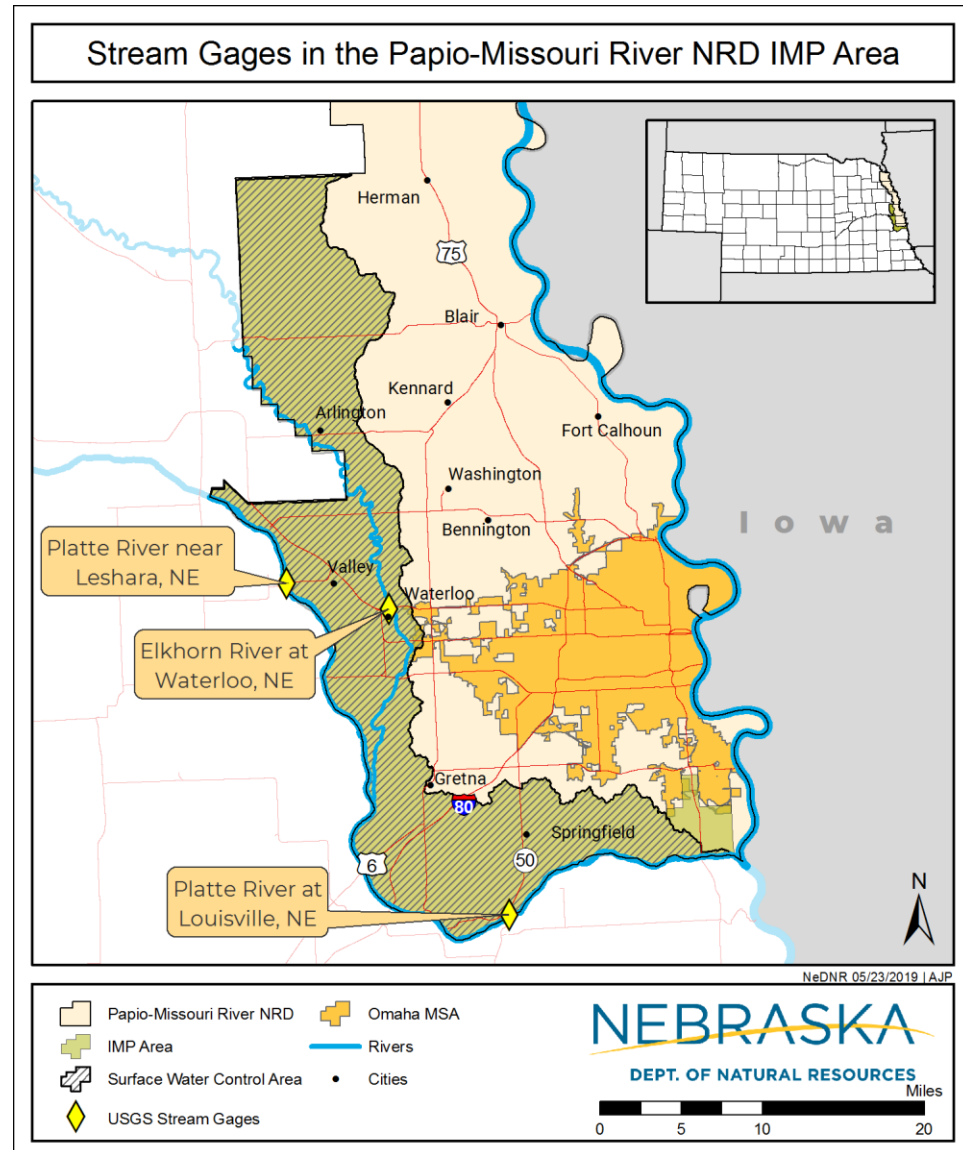 Stream Gages in the Papio-Missouri River NRD IMP Area
Herman
75
Blair
Kennard
Arlington
Fort Calhoun
Washington
Bennington
Iowa
Platte River near
Leshara, NE
Valley
Waterloo
Elkhorn River at
Waterloo, NE
Gretna
80
Springfield
6
50
Platte River at
Louisville, NE
N
NeDNR 05/23/2019 | AJP
Papio-Missouri River NRD
Omaha MSA
IMP Area
Rivers
Surface Water Control Area
Cities
USGS Stream Gages
NEBRASKA
DEPT. OF NATURAL RESOURCES
Miles
0 5 10 20